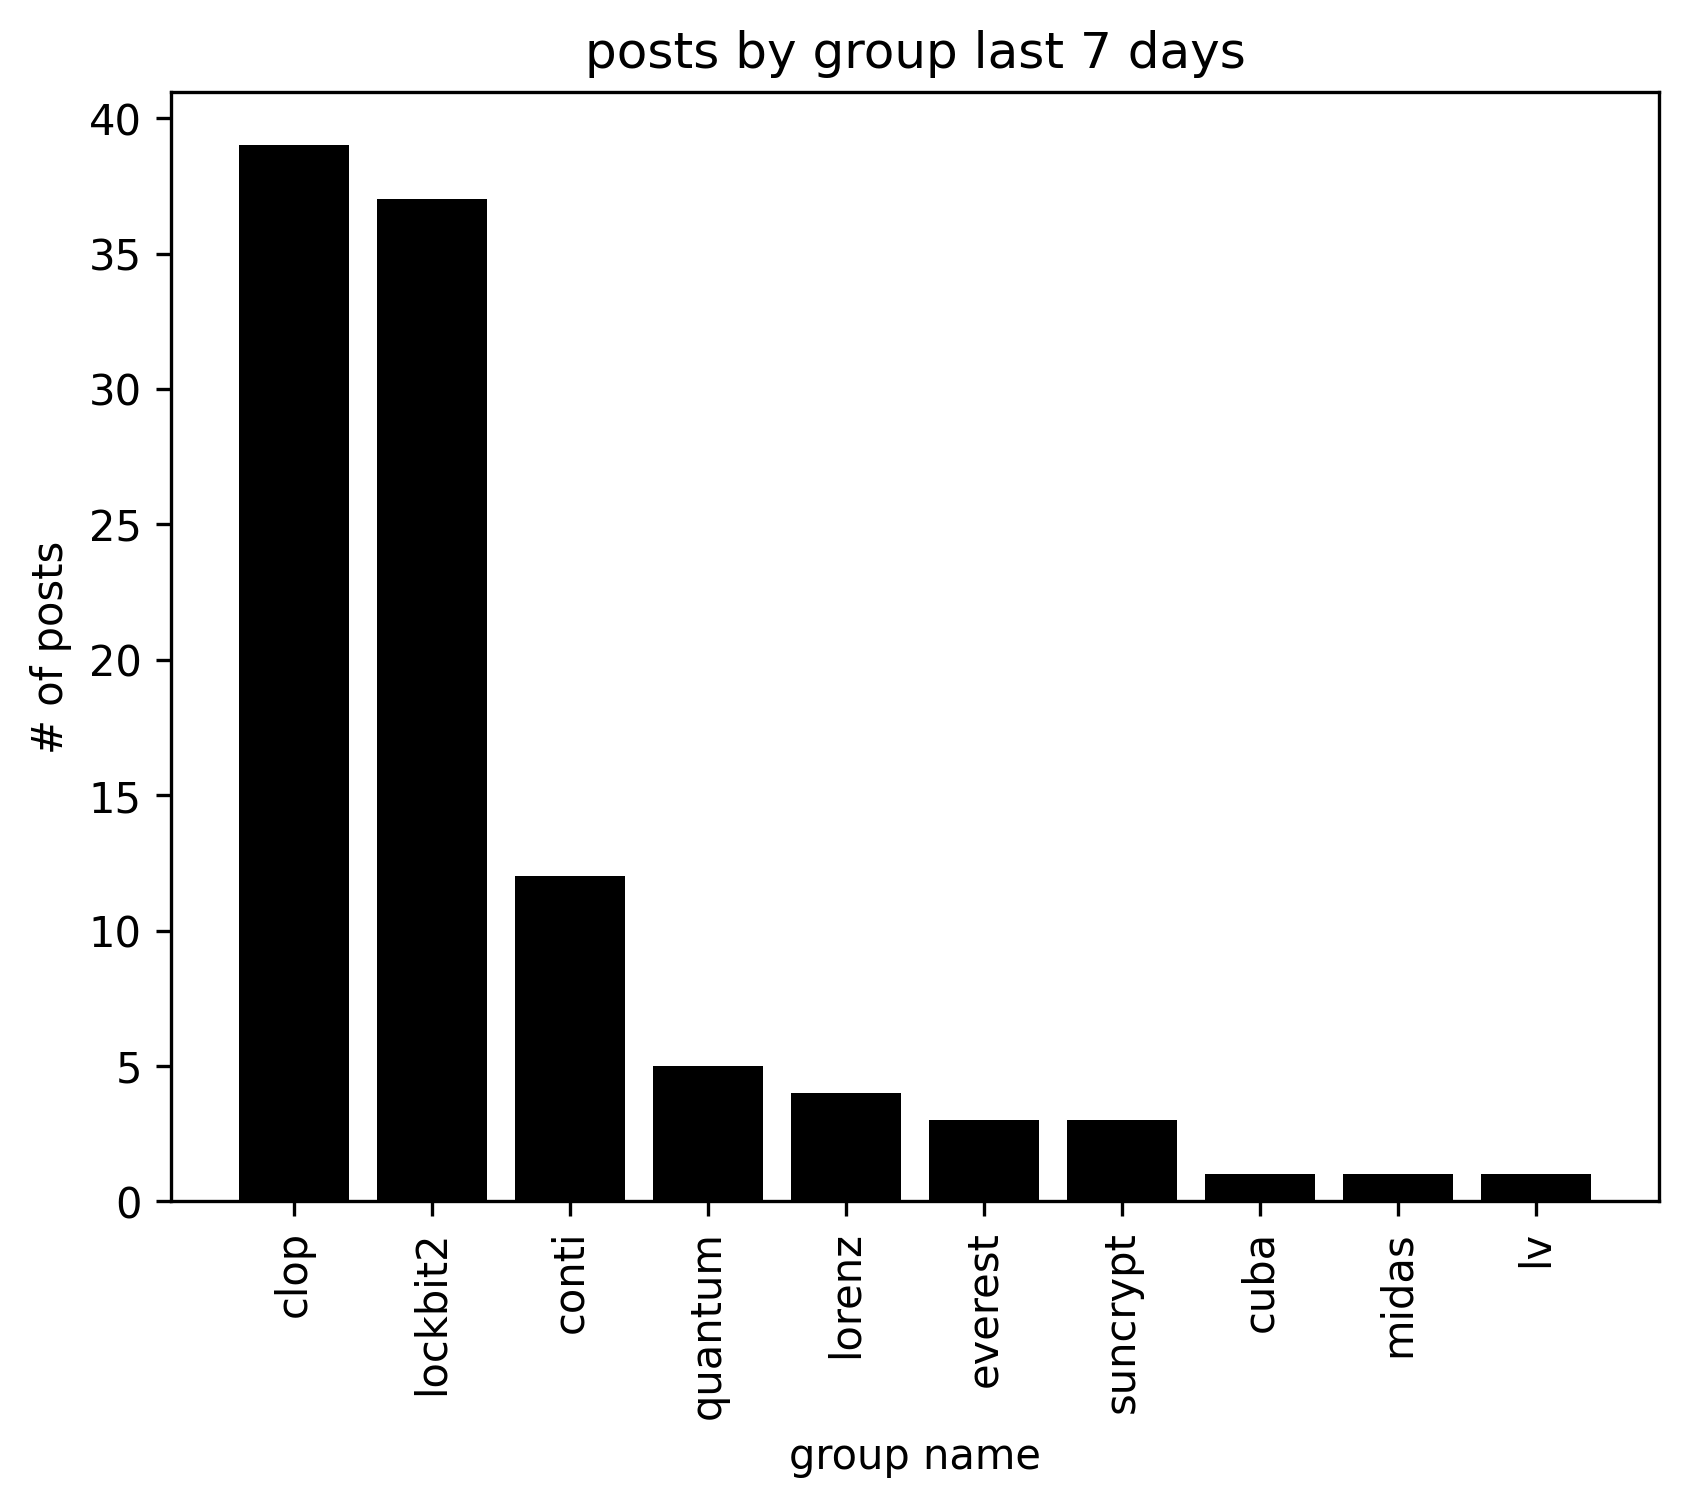 posts by group last 7 days
# of posts
40
35
30
25
20
15
10
5
0
clop
lockbit2
conti
quantum
lorenz
everest
suncrypt
cuba
midas
lv
group name